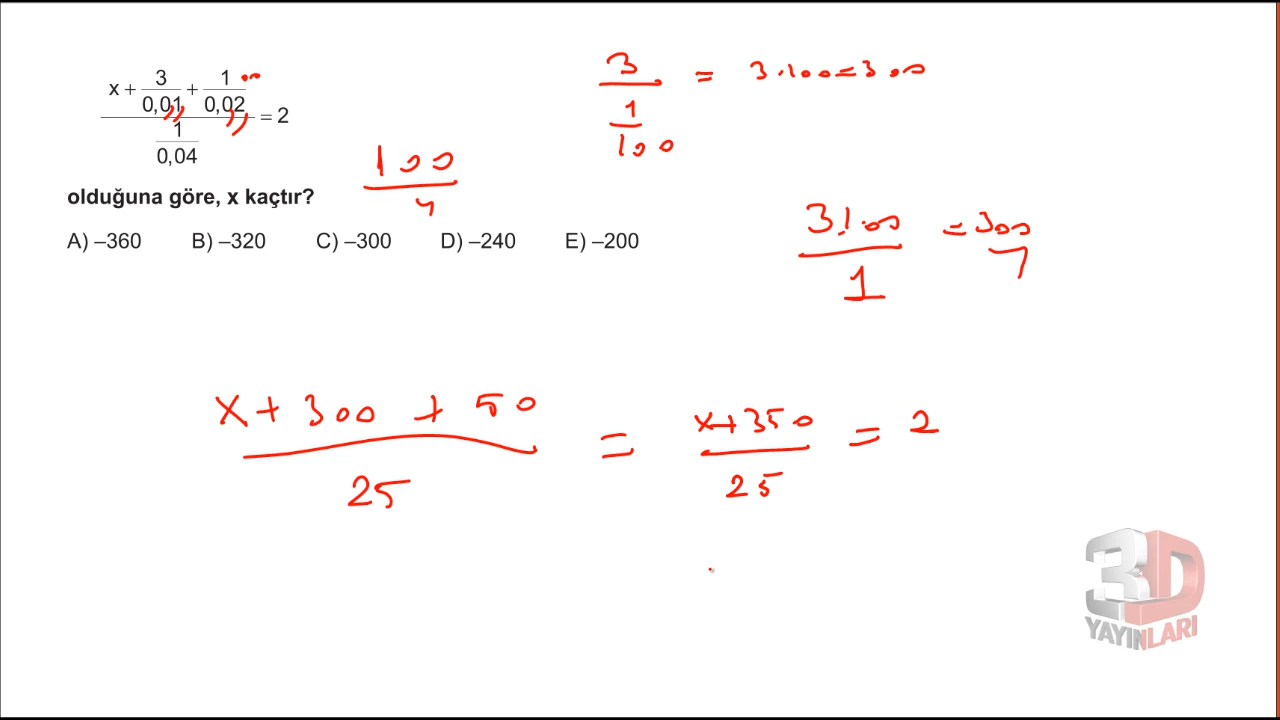 x + 3/0,01 + 1/0,02 00
1/0,04 = 2
olduğuna göre, x kaçtır?
A) –360 B) –320 C) –300 D) –240 E) –200
100/4
3/(1/100) = 3.100=300
3.100/1 = 300
(x + 300 + 50)/25 = (x+350)/25 = 2
3D
YAYINLARI